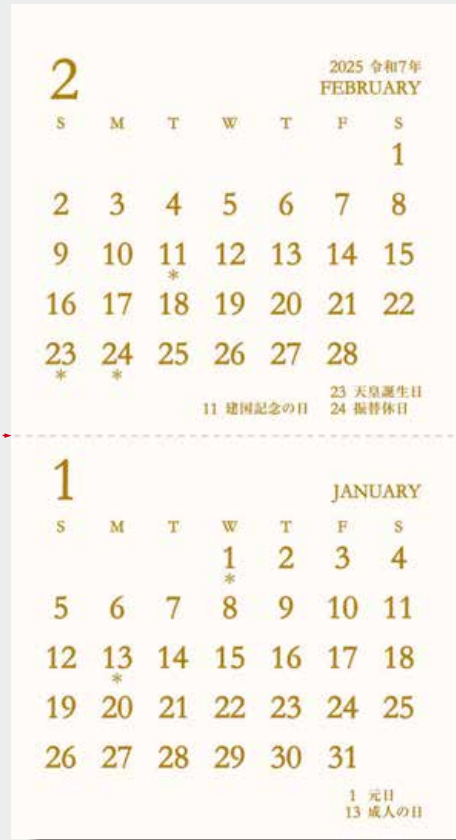 2
2025 令和7年
FEBRUARY
S M T W T F S
1
2 3 4 5 6 7 8
9 10 11 12 13 14 15
*
16 17 18 19 20 21 22
23 24 25 26 27 28
* *
23 天皇誕生日
11 建国記念の日 24 振替休日
1 JANUARY
S M T W T F S
1 2 3 4
*
5 6 7 8 9 10 11
12 13 14 15 16 17 18
*
19 20 21 22 23 24 25
26 27 28 29 30 31
1 元日
13 成人の日